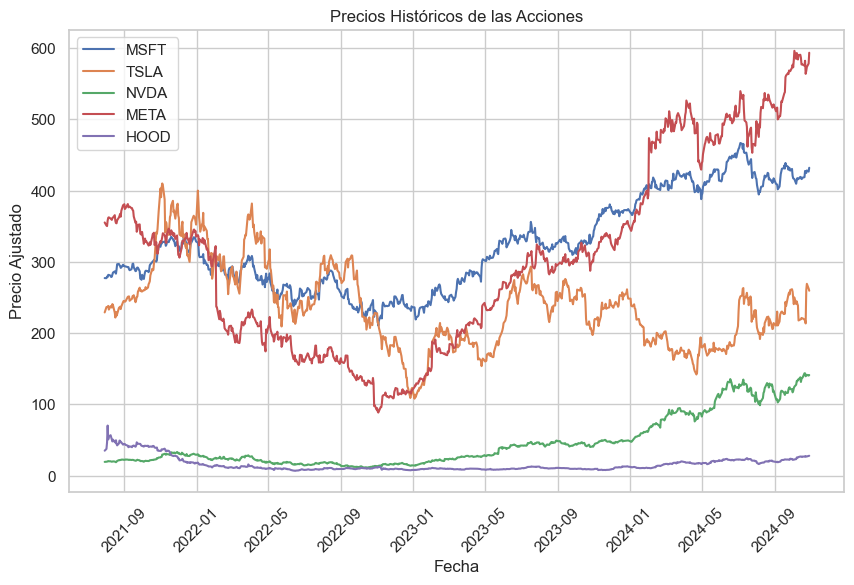 Precios Históricos de las Acciones
MSFT
TSLA
NVDA
META
HOOD
Precio Ajustado
600
500
400
300
200
100
0
2021-09
2022-01
2022-05
2022-09
2023-01
2023-05
2023-09
2024-01
2024-05
2024-09
Fecha